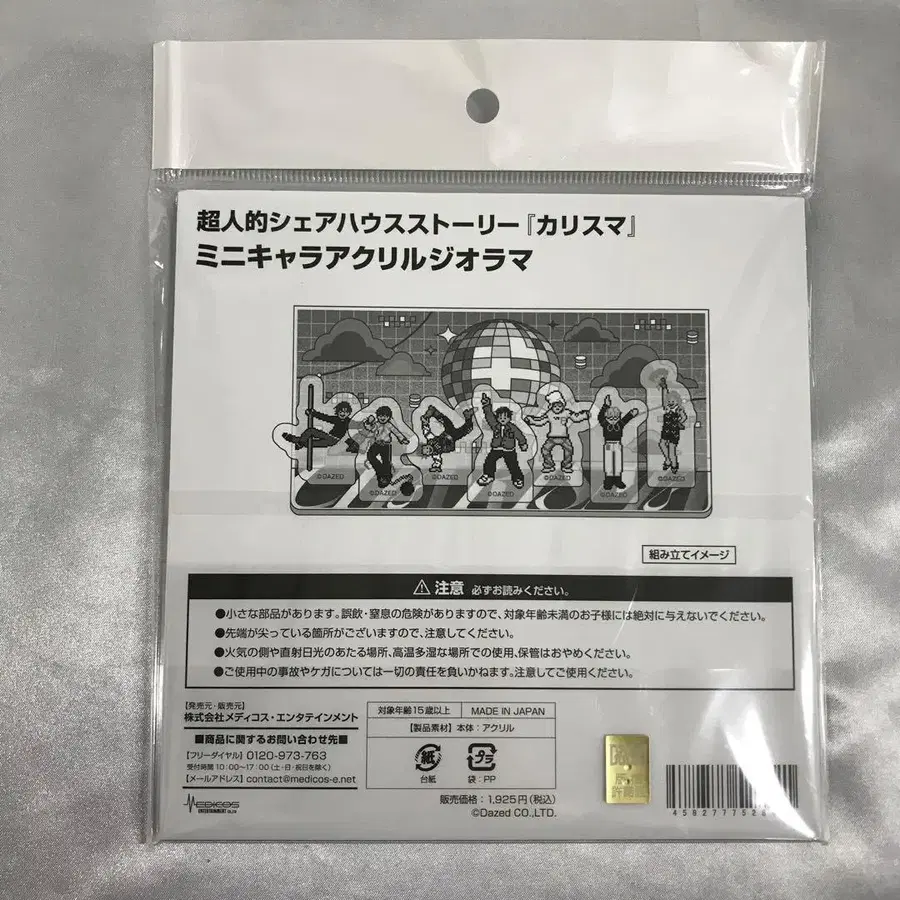 超人的シェアハウスストーリー『カリスマ』
ミニキャラアクリルジオラマ
©DAZED
©DAZED
©DAZED
©DAZED
©DAZED
©DAZED
©DAZED
組み立てイメージ
⚠注意 必ずお読みください。
●小さな部品があります。誤飲・窒息の危険がありますので、対象年齢未満のお子様には絶対に与えないでください。
●先端が尖っている箇所がございますので、注意してください。
●火気の側や直射日光のあたる場所、高温多湿な場所での使用、保管はおやめください。
●ご使用中の事故やケガについては一切の責任を負いかねます。注意してご使用ください。
【発売元・販売元】
株式会社メディコス・エンタテインメント
■商品に関するお問い合わせ先■
【フリーダイヤル】0120-973-763
受付時間 10:00〜17:00（土・日・祝日を除く）
【メールアドレス】contact@medicos-e.net
MEDICOS
ENTERTAINMENT
対象年齢15歳以上 MADE IN JAPAN
【製品素材】本体：アクリル
紙 プラ
台紙 袋：PP
販売価格：1,925円（税込）
©Dazed CO.,LTD.